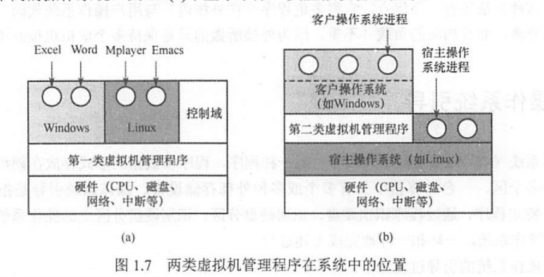 客户操作系统进程
Excel Word Mplayer Emacs
Windows
Linux
控制域
第一类虚拟机管理程序
硬件（CPU、磁盘、
网络、中断等）
(a)
客户操作系统
(如Windows)
宿主操作
系统进程
第二类虚拟机管理程序
宿主操作系统（如Linux）
硬件（CPU、磁盘、
网络、中断等）
(b)
图 1.7 两类虚拟机管理程序在系统中的位置